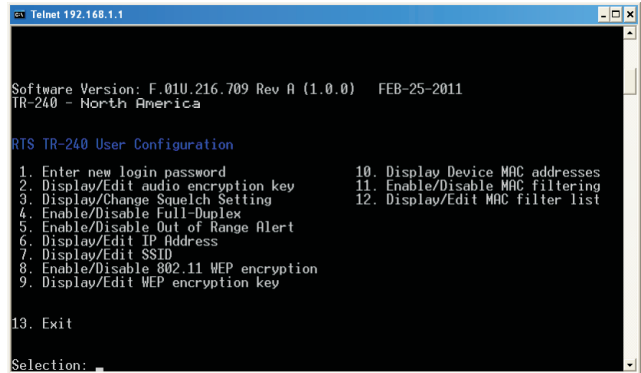 Telnet 192.168.1.1
Software Version: F.01U.216.709 Rev A (1.0.0) FEB-25-2011
TR-240 - North America
RTS TR-240 User Configuration
1. Enter new login password 10. Display Device MAC addresses
2. Display/Edit audio encryption key 11. Enable/Disable MAC filtering
3. Display/Change Squelch Setting 12. Display/Edit MAC filter list
4. Enable/Disable Full-Duplex
5. Enable/Disable Out of Range Alert
6. Display/Edit IP Address
7. Display/Edit SSID
8. Enable/Disable 802.11 WEP encryption
9. Display/Edit WEP encryption key
13. Exit
Selection: